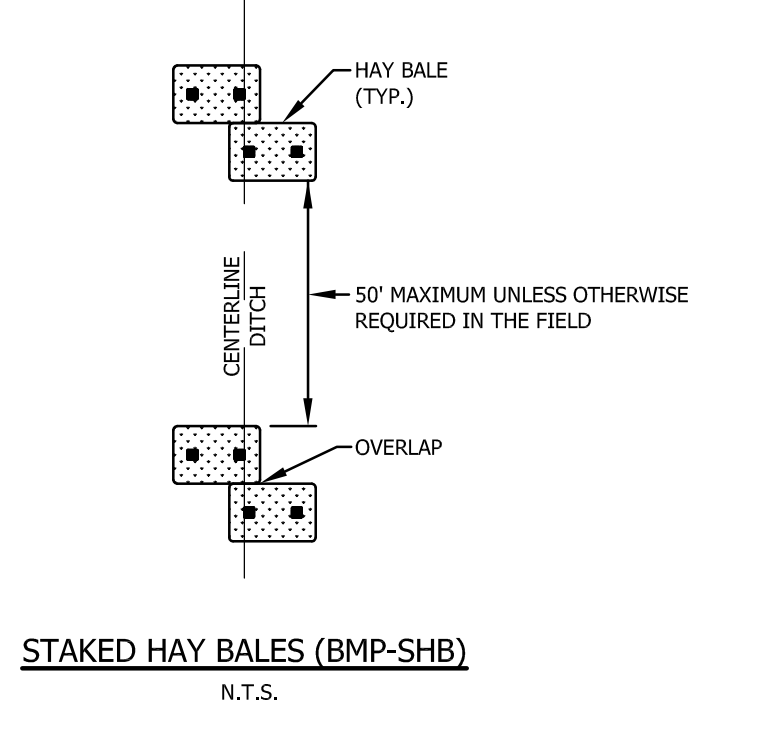 HAY BALE
(TYP.)
CENTERLINE
DITCH
50' MAXIMUM UNLESS OTHERWISE
REQUIRED IN THE FIELD
OVERLAP
STAKED HAY BALES (BMP-SHB)
N.T.S.